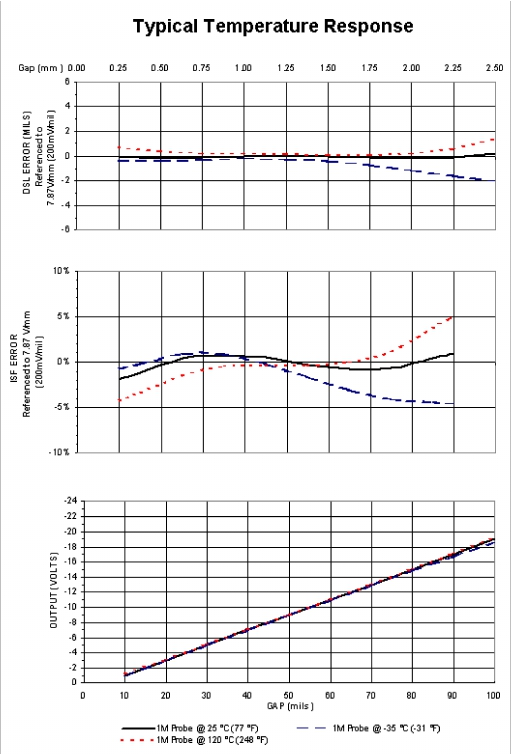 Typical Temperature Response
Gap (mm) 0.00 0.25 0.50 0.75 1.00 1.25 1.50 1.75 2.00 2.25 2.50
DSL ERROR (MILS)
Referenced to
7.87V/mm (200mV/mil)
6
4
2
0
-2
-4
-6
ISF ERROR
Referenced to 7.87 V/mm
(200mV/mil)
10%
5%
0%
-5%
-10%
OUTPUT (VOLTS)
-24
-20
-18
-16
-14
-12
-10
-8
-6
-4
-2
0
0 10 20 30 40 50 60 70 80 90 100
GAP (mils)
1M Probe @ 25 °C (77 °F)
1M Probe @ -35 °C (-31 °F)
1M Probe @ 120 °C (248 °F)